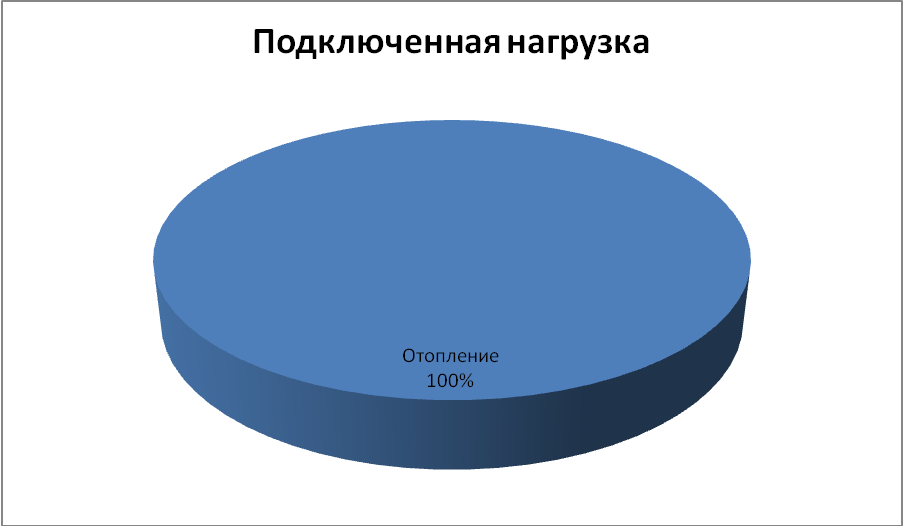 Подключенная нагрузка
Отопление
100%